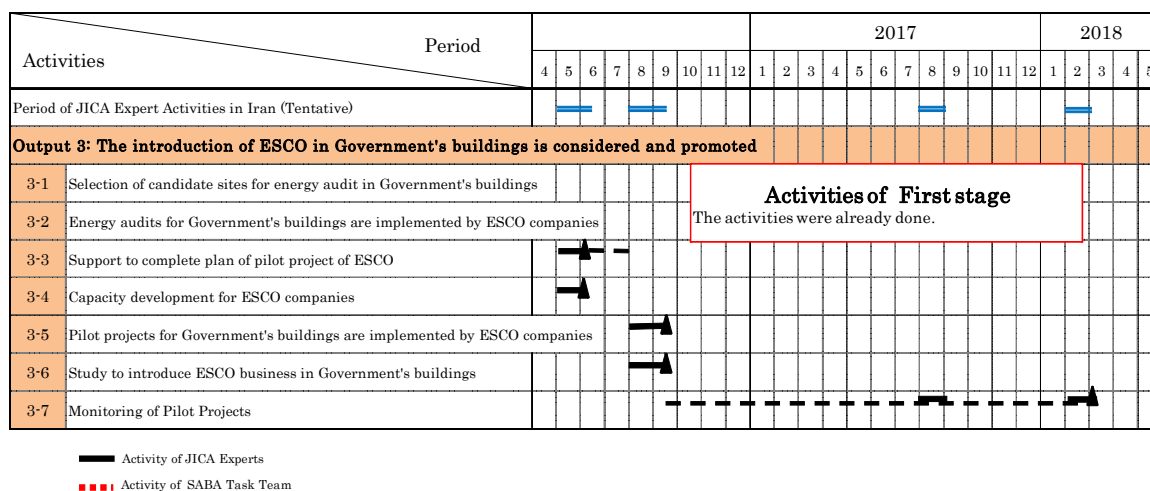 Period
Activities
2017
2018
4 5 6 7 8 9 10 11 12 1 2 3 4 5 6 7 8 9 10 11 12 1 2 3 4 5
Period of JICA Expert Activities in Iran (Tentative)
Output 3: The introduction of ESCO in Government's buildings is considered and promoted
3-1 Selection of candidate sites for energy audit in Government's buildings
Activities of First stage
The activities were already done.
3-2 Energy audits for Government's buildings are implemented by ESCO companies
3-3 Support to complete plan of pilot project of ESCO
3-4 Capacity development for ESCO companies
3-5 Pilot projects for Government's buildings are implemented by ESCO companies
3-6 Study to introduce ESCO business in Government's buildings
3-7 Monitoring of Pilot Projects
Activity of JICA Experts
Activity of SABA Task Team